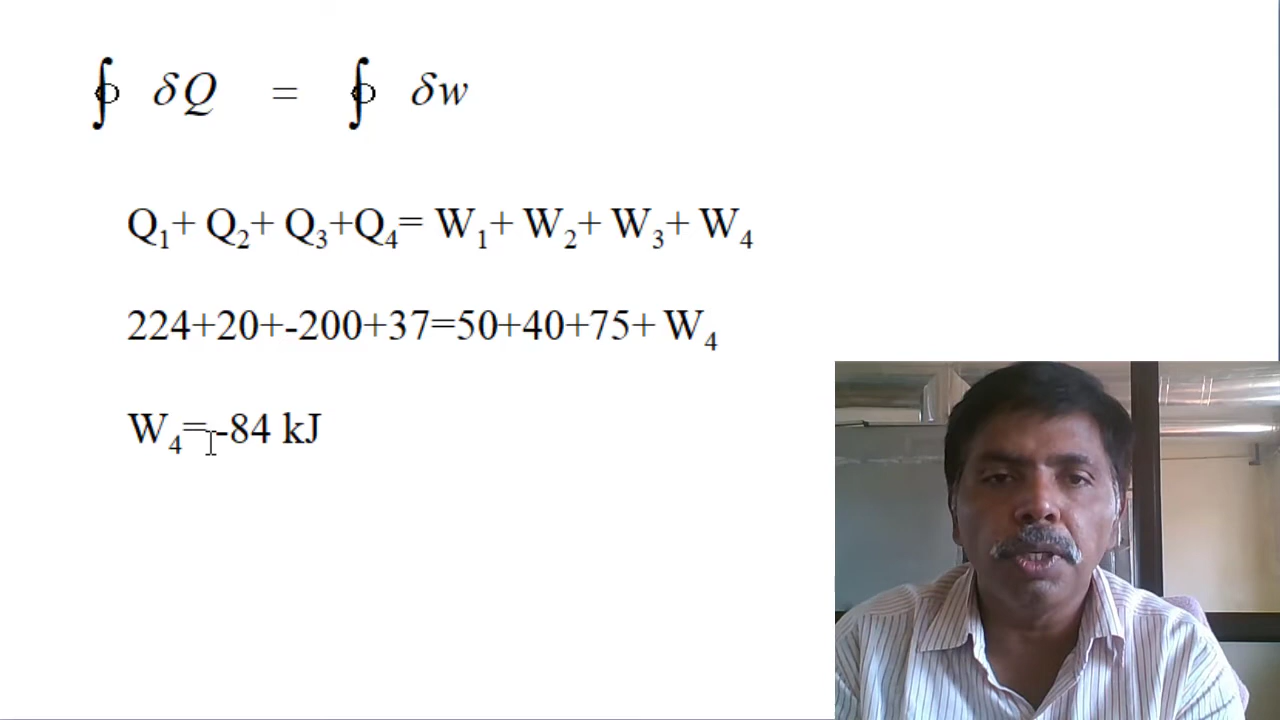 ∮ δQ = ∮ δw
Q₁+ Q₂+ Q₃+Q₄= W₁+ W₂+ W₃+ W₄
224+20+-200+37=50+40+75+ W₄
W₄=-84 kJ